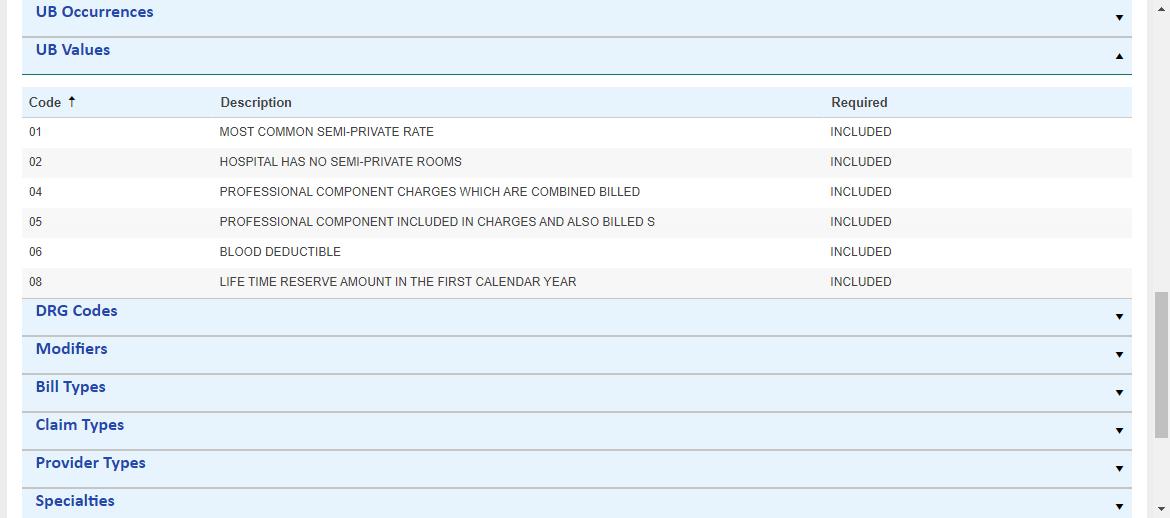 UB Occurrences
UB Values
Code Description Required
01 MOST COMMON SEMI-PRIVATE RATE INCLUDED
02 HOSPITAL HAS NO SEMI-PRIVATE ROOMS INCLUDED
04 PROFESSIONAL COMPONENT CHARGES WHICH ARE COMBINED BILLED INCLUDED
05 PROFESSIONAL COMPONENT INCLUDED IN CHARGES AND ALSO BILLED S INCLUDED
06 BLOOD DEDUCTIBLE INCLUDED
08 LIFE TIME RESERVE AMOUNT IN THE FIRST CALENDAR YEAR INCLUDED
DRG Codes
Modifiers
Bill Types
Claim Types
Provider Types
Specialties